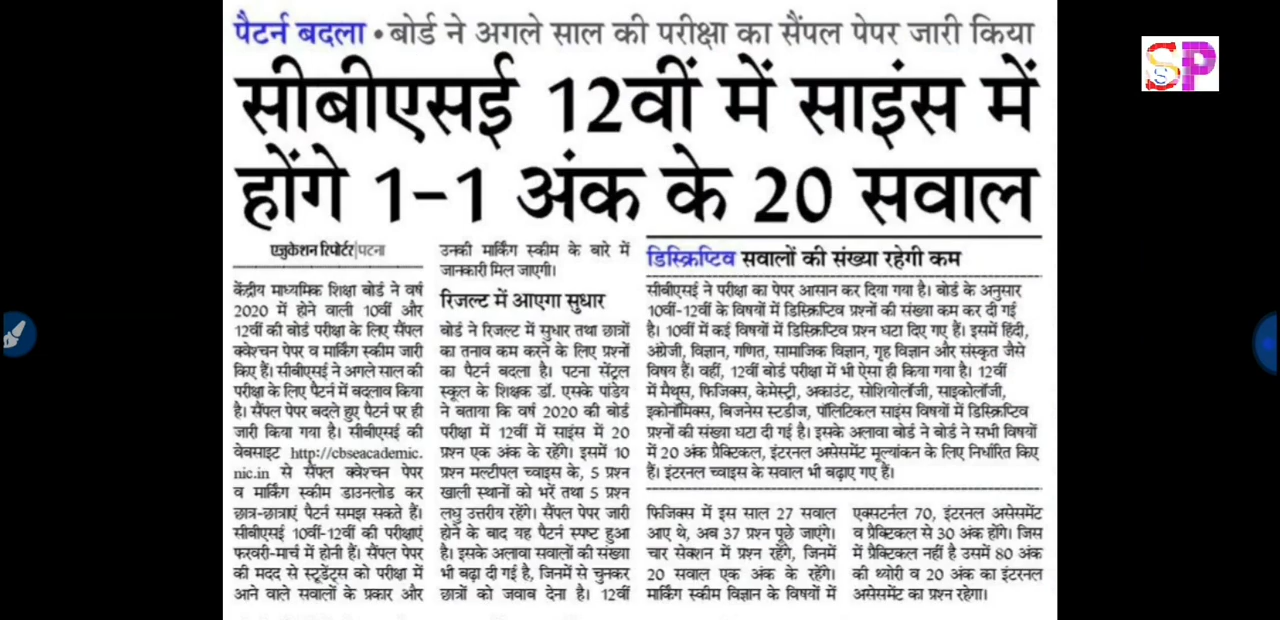 पैटर्न बदला • बोर्ड ने अगले साल की परीक्षा का सैंपल पेपर जारी किया
सीबीएसई 12वीं में साइंस में
होंगे 1-1 अंक के 20 सवाल
एजुकेशन रिपोर्टर|पटना
केंद्रीय माध्यमिक शिक्षा बोर्ड ने वर्ष
2020 में होने वाली 10वीं और
12वीं की बोर्ड परीक्षा के लिए सैंपल
क्वेश्चन पेपर व मार्किंग स्कीम जारी
किए हैं। सीबीएसई ने अगले साल की
परीक्षा के लिए पैटर्न में बदलाव किया
है। सैंपल पेपर बदले हुए पैटर्न पर ही
जारी किया गया है। सीबीएसई की
वेबसाइट http://cbseacademic.
nic.in से सैंपल क्वेश्चन पेपर
व मार्किंग स्कीम डाउनलोड कर
छात्र-छात्राएं पैटर्न समझ सकते हैं।
सीबीएसई 10वीं-12वीं की परीक्षाएं
फरवरी-मार्च में होनी हैं। सैंपल पेपर
की मदद से स्टूडेंट्स को परीक्षा में
आने वाले सवालों के प्रकार और
उनकी मार्किंग स्कीम के बारे में
जानकारी मिल जाएगी।
रिजल्ट में आएगा सुधार
बोर्ड ने रिजल्ट में सुधार तथा छात्रों
का तनाव कम करने के लिए प्रश्नों
का पैटर्न बदला है। पटना सेंट्रल
स्कूल के शिक्षक डॉ. एसके पांडेय
ने बताया कि वर्ष 2020 की बोर्ड
परीक्षा में 12वीं में साइंस में 20
प्रश्न एक अंक के रहेंगे। इसमें 10
प्रश्न मल्टीपल च्वाइस के, 5 प्रश्न
खाली स्थानों को भरें तथा 5 प्रश्न
लघु उत्तरीय रहेंगे। सैंपल पेपर जारी
होने के बाद यह पैटर्न स्पष्ट हुआ
है। इसके अलावा सवालों की संख्या
भी बढ़ा दी गई है, जिनमें से चुनकर
छात्रों को जवाब देना है। 12वीं
डिस्क्रिप्टिव सवालों की संख्या रहेगी कम
सीबीएसई ने परीक्षा का पेपर आसान कर दिया गया है। बोर्ड के अनुसार
10वीं-12वीं के विषयों में डिस्क्रिप्टिव प्रश्नों की संख्या कम कर दी गई
है। 10वीं में कई विषयों में डिस्क्रिप्टिव प्रश्न घटा दिए गए हैं। इसमें हिंदी,
अंग्रेजी, विज्ञान, गणित, सामाजिक विज्ञान, गृह विज्ञान और संस्कृत जैसे
विषय हैं। वहीं, 12वीं बोर्ड परीक्षा में भी ऐसा ही किया गया है। 12वीं
में मैथ्स, फिजिक्स, केमेस्ट्री, अकाउंट, सोशियोलॉजी, साइकोलॉजी,
इकोनॉमिक्स, बिजनेस स्टडीज, पॉलिटिकल साइंस विषयों में डिस्क्रिप्टिव
प्रश्नों की संख्या घटा दी गई है। इसके अलावा बोर्ड ने बोर्ड ने सभी विषयों
में 20 अंक प्रैक्टिकल, इंटरनल असेसमेंट मूल्यांकन के लिए निर्धारित किए
हैं। इंटरनल च्वाइस के सवाल भी बढ़ाए गए हैं।
फिजिक्स में इस साल 27 सवाल
आए थे, अब 37 प्रश्न पूछे जाएंगे।
चार सेक्शन में प्रश्न रहेंगे, जिनमें
20 सवाल एक अंक के रहेंगे।
मार्किंग स्कीम विज्ञान के विषयों में
एक्सटर्नल 70, इंटरनल असेसमेंट
व प्रैक्टिकल से 30 अंक होंगे। जिस
में प्रैक्टिकल नहीं है उसमें 80 अंक
की थ्योरी व 20 अंक का इंटरनल
असेसमेंट का प्रश्न रहेगा।
SP